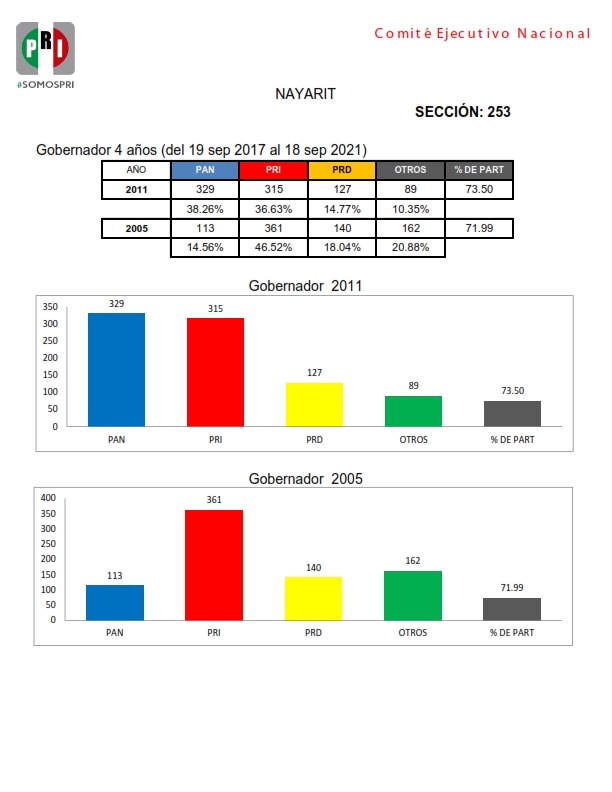 PRI
#SOMOSPRI
Comité Ejecutivo Nacional
NAYARIT
SECCIÓN: 253
Gobernador 4 años (del 19 sep 2017 al 18 sep 2021)
AÑO PAN PRI PRD OTROS % DE PART
2011 329 315 127 89 73.50
38.26% 36.63% 14.77% 10.35%
2005 113 361 140 162 71.99
14.56% 46.52% 18.04% 20.88%
Gobernador 2011
350
300
250
200
150
100
50
0
329
315
127
89
73.50
PAN PRI PRD OTROS % DE PART
Gobernador 2005
400
350
300
250
200
150
100
50
0
113
361
140
162
71.99
PAN PRI PRD OTROS % DE PART